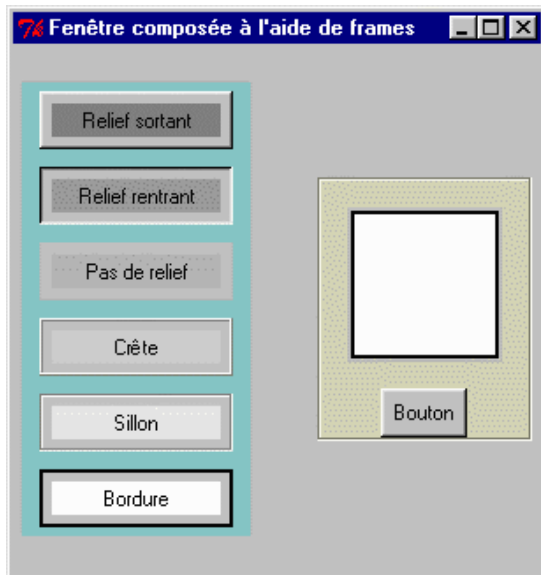 Fenêtre composée à l'aide de frames
Relief sortant
Relief rentrant
Pas de relief
Crête
Sillon
Bordure
Bouton